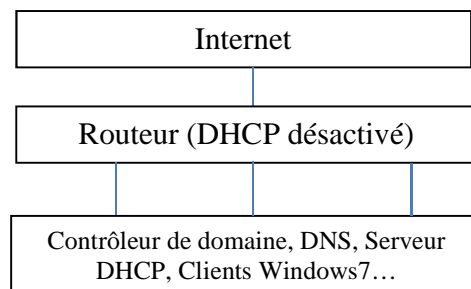 Internet
Routeur (DHCP désactivé)
Contrôleur de domaine, DNS, Serveur
DHCP, Clients Windows7…